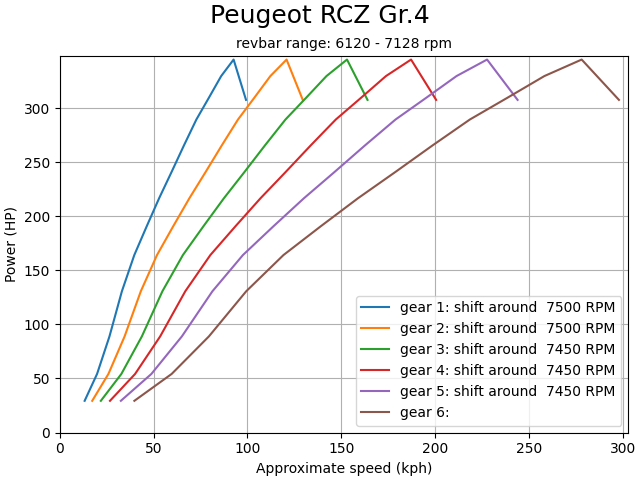 Peugeot RCZ Gr.4
revbar range: 6120 - 7128 rpm
Power (HP)
300
250
200
150
100
50
0
gear 1: shift around  7500 RPM
gear 2: shift around  7500 RPM
gear 3: shift around  7450 RPM
gear 4: shift around  7450 RPM
gear 5: shift around  7450 RPM
gear 6:
0 50 100 150 200 250 300
Approximate speed (kph)